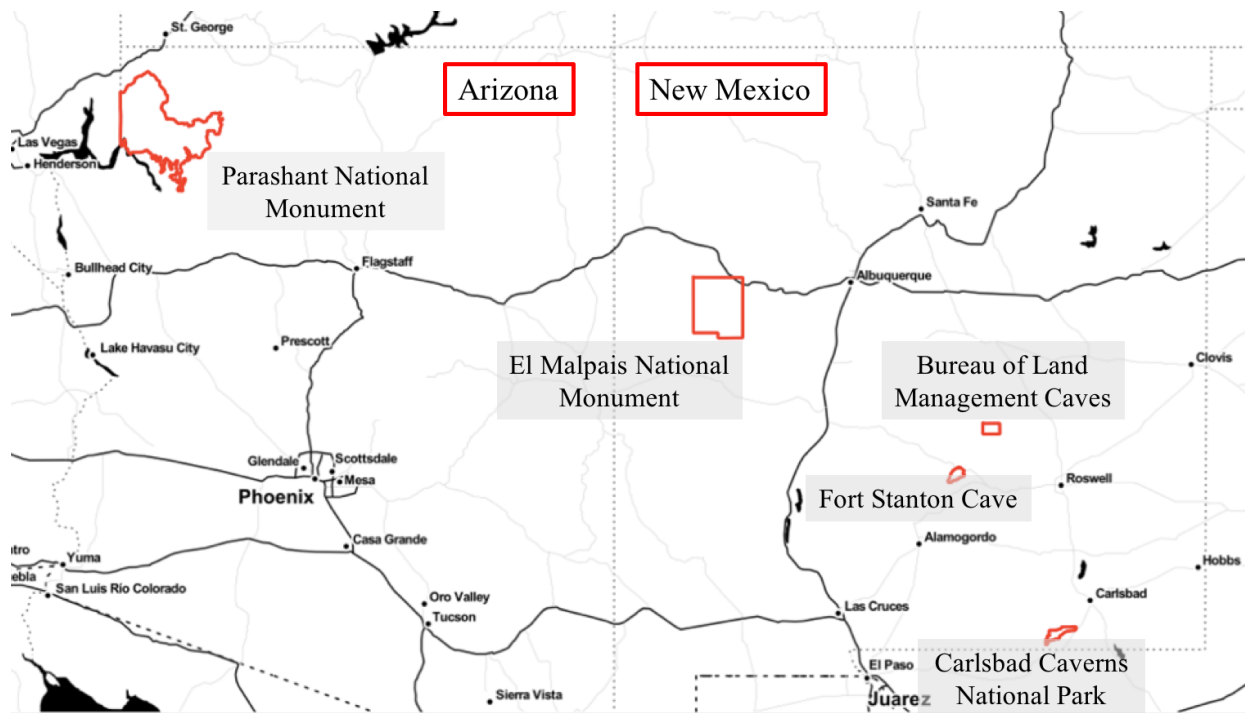 St. George
Arizona
New Mexico
Las Vegas
Henderson
Parashant National
Monument
Santa Fe
Bullhead City
Flagstaff
Albuquerque
Lake Havasu City
Prescott
El Malpais National
Monument
Bureau of Land
Management Caves
Clovis
Glendale
Scottsdale
Mesa
Phoenix
Fort Stanton Cave
Roswell
Casa Grande
Alamogordo
ntro
Yuma
ebla
San Luis Río Colorado
Hobbs
Oro Valley
Tucson
Las Cruces
Carlsbad
El Paso
Juarez
Carlsbad Caverns
National Park
Sierra Vista